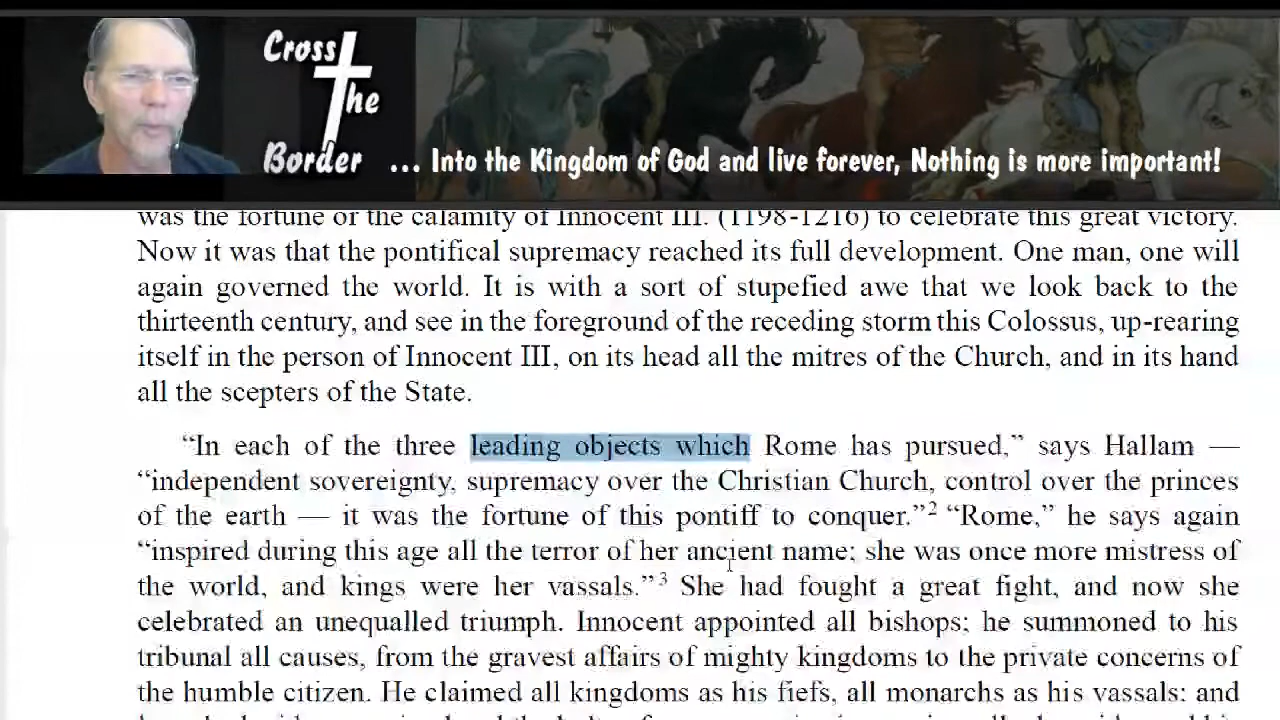 Cross
The
Border
... Into the Kingdom of God and live forever, Nothing is more important!
was the fortune or the calamity of Innocent III. (1198-1216) to celebrate this great victory.
Now it was that the pontifical supremacy reached its full development. One man, one will
again governed the world. It is with a sort of stupefied awe that we look back to the
thirteenth century, and see in the foreground of the receding storm this Colossus, up-rearing
itself in the person of Innocent III, on its head all the mitres of the Church, and in its hand
all the scepters of the State.
“In each of the three leading objects which Rome has pursued,” says Hallam —
“independent sovereignty, supremacy over the Christian Church, control over the princes
of the earth — it was the fortune of this pontiff to conquer.”2 “Rome,” he says again
“inspired during this age all the terror of her ancient name; she was once more mistress of
the world, and kings were her vassals.”3 She had fought a great fight, and now she
celebrated an unequalled triumph. Innocent appointed all bishops; he summoned to his
tribunal all causes, from the gravest affairs of mighty kingdoms to the private concerns of
the humble citizen. He claimed all kingdoms as his fiefs, all monarchs as his vassals; and